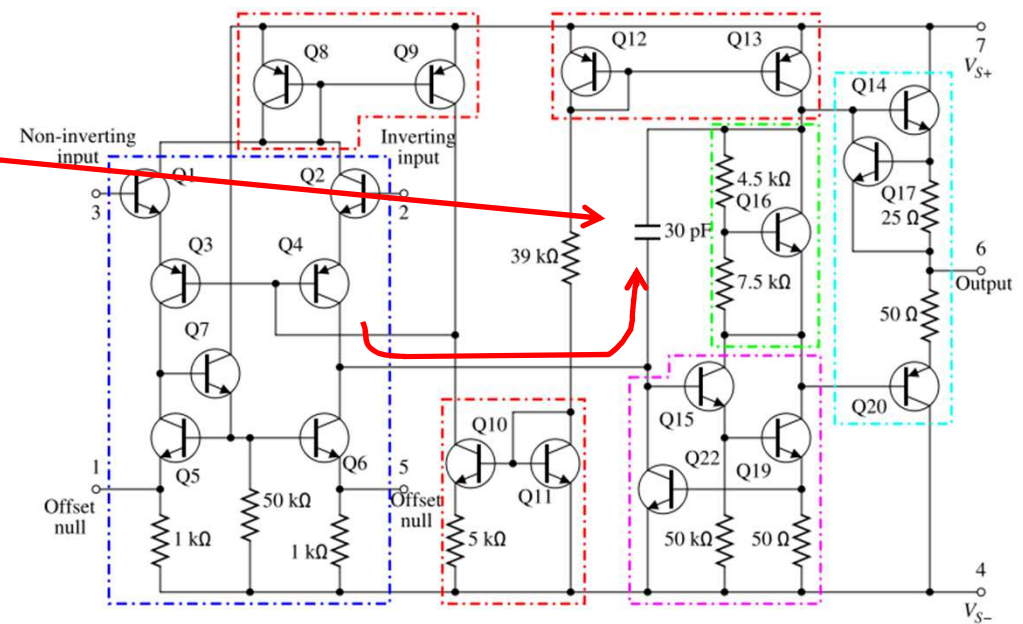 Q8
Q9
Q12
Q13
7
VS+
Q14
Non-inverting
input
Inverting
input
Q1
Q2
3
2
4.5 kΩ
Q16
Q17
25 Ω
30 pF
6
Output
Q3
Q4
39 kΩ
7.5 kΩ
50 Ω
Q7
Q15
Q20
Q10
Q5
Q6
1
5
Q11
Q22
Q19
Offset
null
50 kΩ
Offset
null
1 kΩ
1 kΩ
5 kΩ
50 kΩ
50 Ω
4
VS−